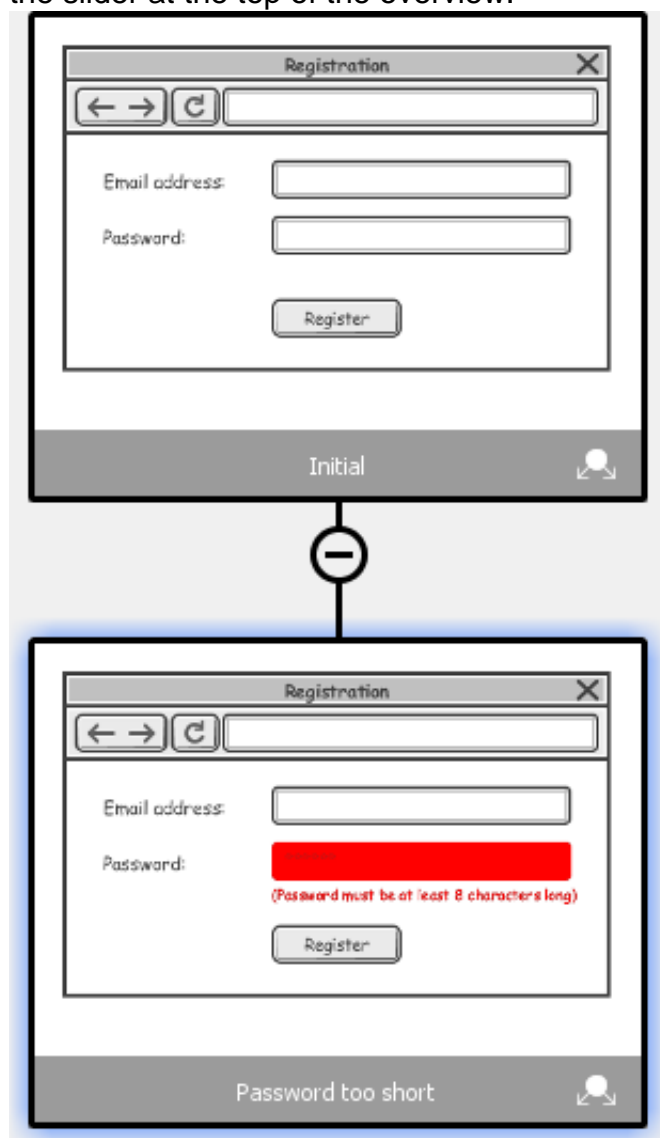 the slider at the top of the overview.
Registration
Email address:
Password:
Register
Initial
Registration
Email address:
Password:
(Password must be at least 8 characters long)
Register
Password too short